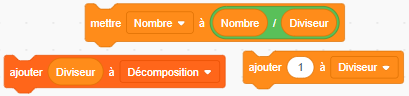 mettre Nombre à Nombre / Diviseur
ajouter Diviseur à Décomposition
ajouter 1 à Diviseur